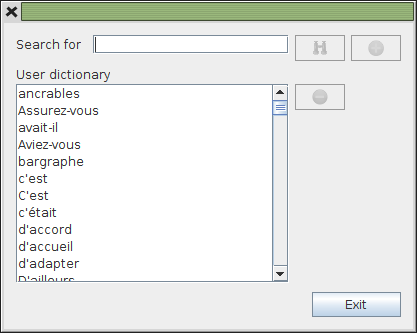 Search for
User dictionary
ancrables
Assurez-vous
avait-il
Aviez-vous
bargraphe
c'est
C'est
c'était
d'accord
d'accueil
d'adapter
D'ailleurs
Exit